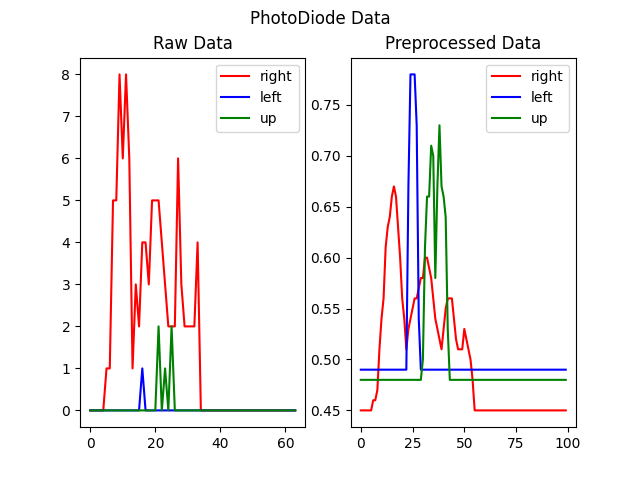 PhotoDiode Data
Raw Data
8
7
6
5
4
3
2
1
0
0 20 40 60
right
left
up
Preprocessed Data
0.75
0.70
0.65
0.60
0.55
0.50
0.45
0 25 50 75 100
right
left
up